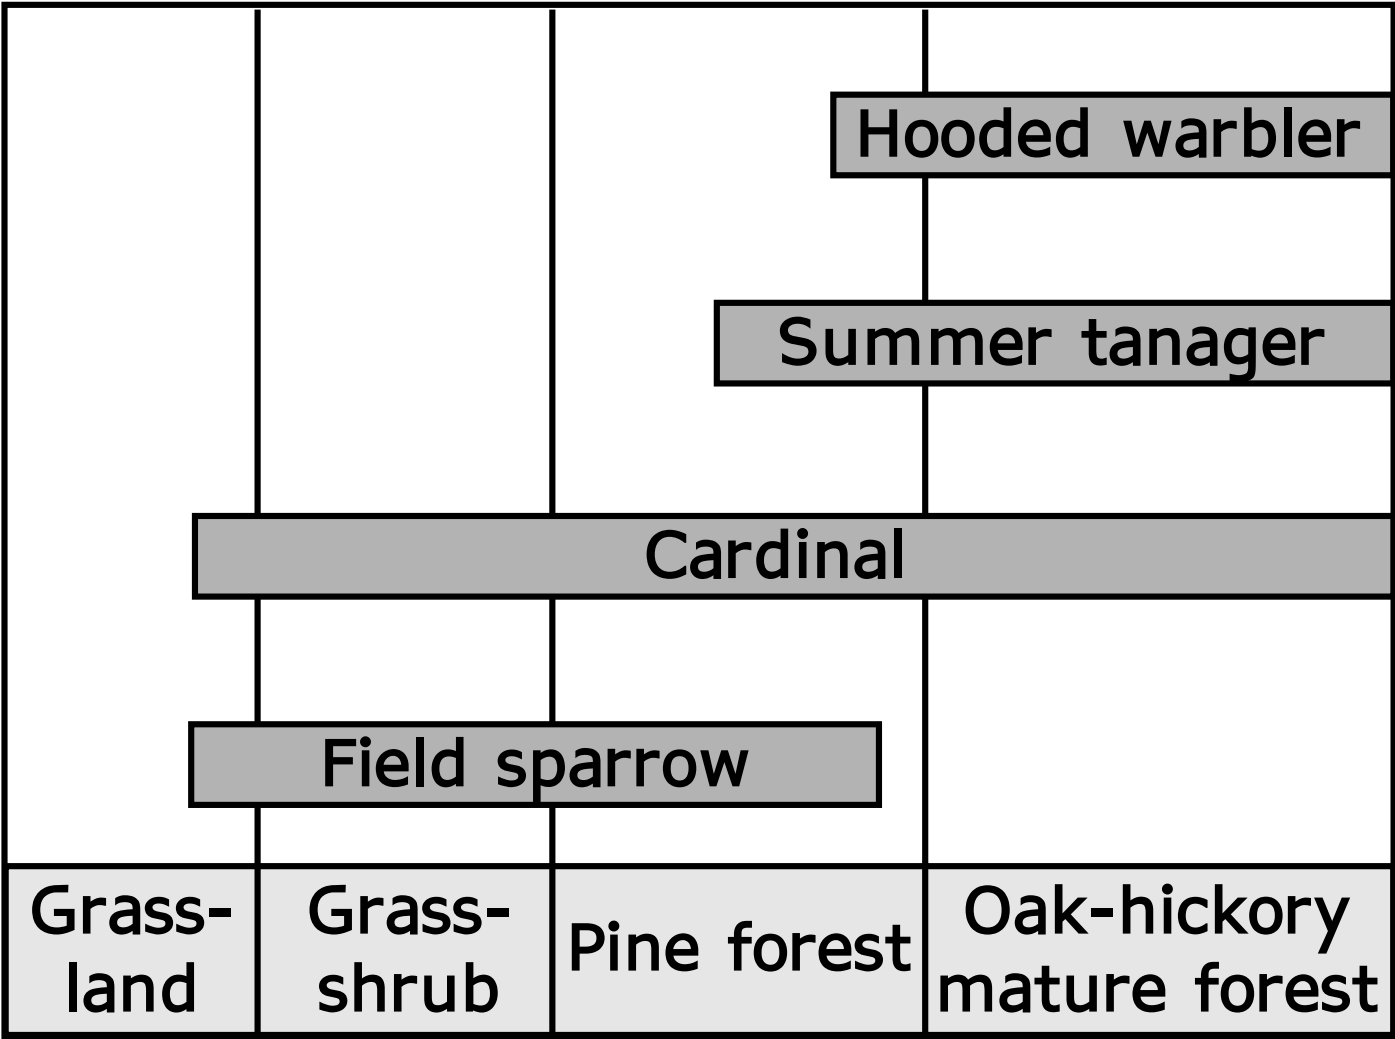 Hooded warbler
Summer tanager
Cardinal
Field sparrow
Grass-
land
Grass-
shrub
Pine forest
Oak-hickory
mature forest